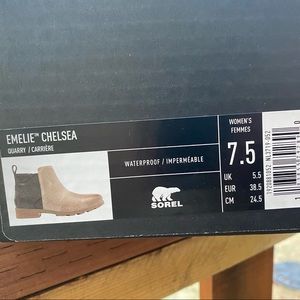 EMELIE™ CHELSEA
QUARRY / CARRIÈRE
WATERPROOF / IMPERMÉABLE
SOREL
WOMEN'S
FEMMES
7.5
UK 5.5
EUR 38.5
CM 24.5